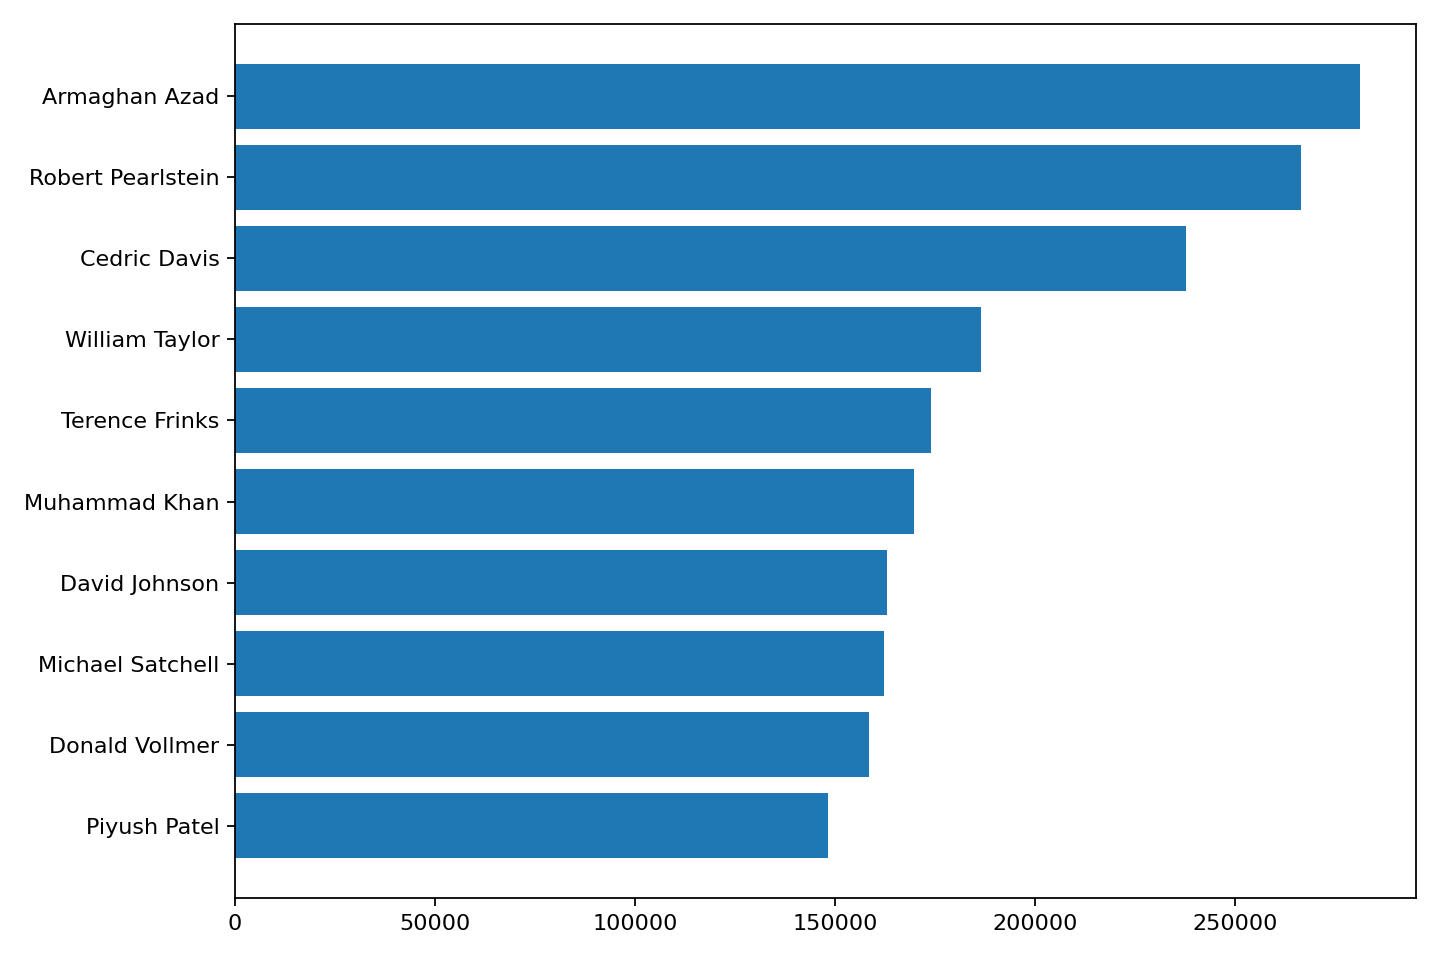 Armaghan Azad
Robert Pearlstein
Cedric Davis
William Taylor
Terence Frinks
Muhammad Khan
David Johnson
Michael Satchell
Donald Vollmer
Piyush Patel
0 50000 100000 150000 200000 250000